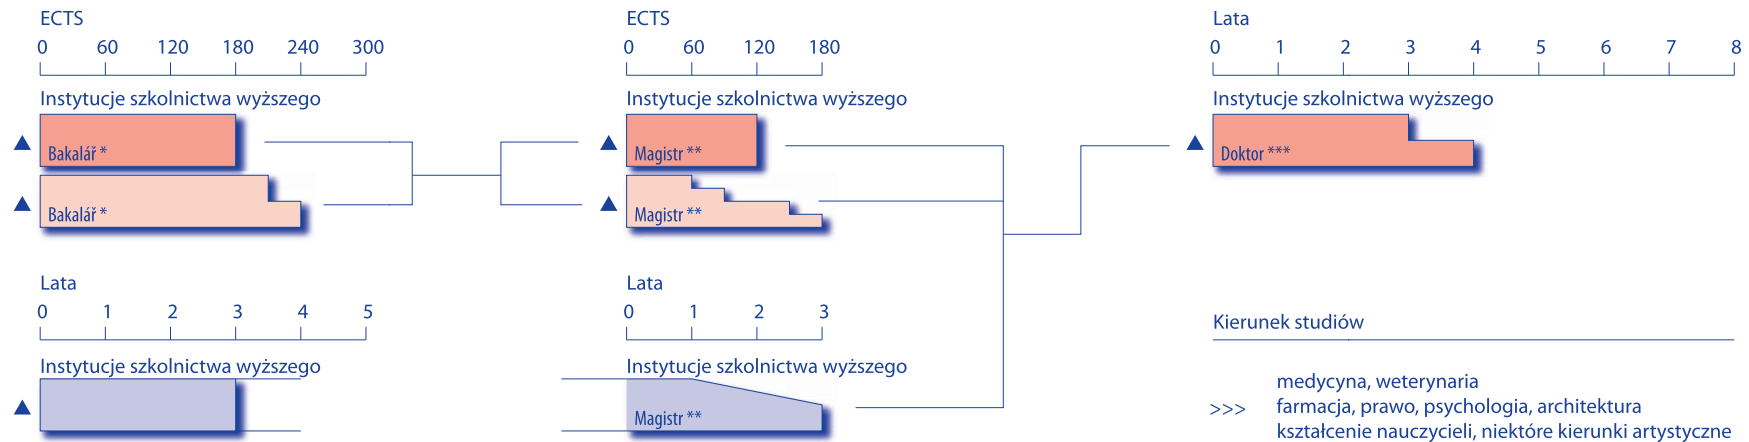 ECTS
0 60 120 180 240 300
Instytucje szkolnictwa wyższego
Bakalář *
Bakalář *
Lata
0 1 2 3 4 5
Instytucje szkolnictwa wyższego
ECTS
0 60 120 180
Instytucje szkolnictwa wyższego
Magistr **
Magistr **
Lata
0 1 2 3
Instytucje szkolnictwa wyższego
Magistr **
Lata
0 1 2 3 4 5 6 7 8
Instytucje szkolnictwa wyższego
Doktor ***
Kierunek studiów
medycyna, weterynaria
>>> farmacja, prawo, psychologia, architektura
kształcenie nauczycieli, niektóre kierunki artystyczne